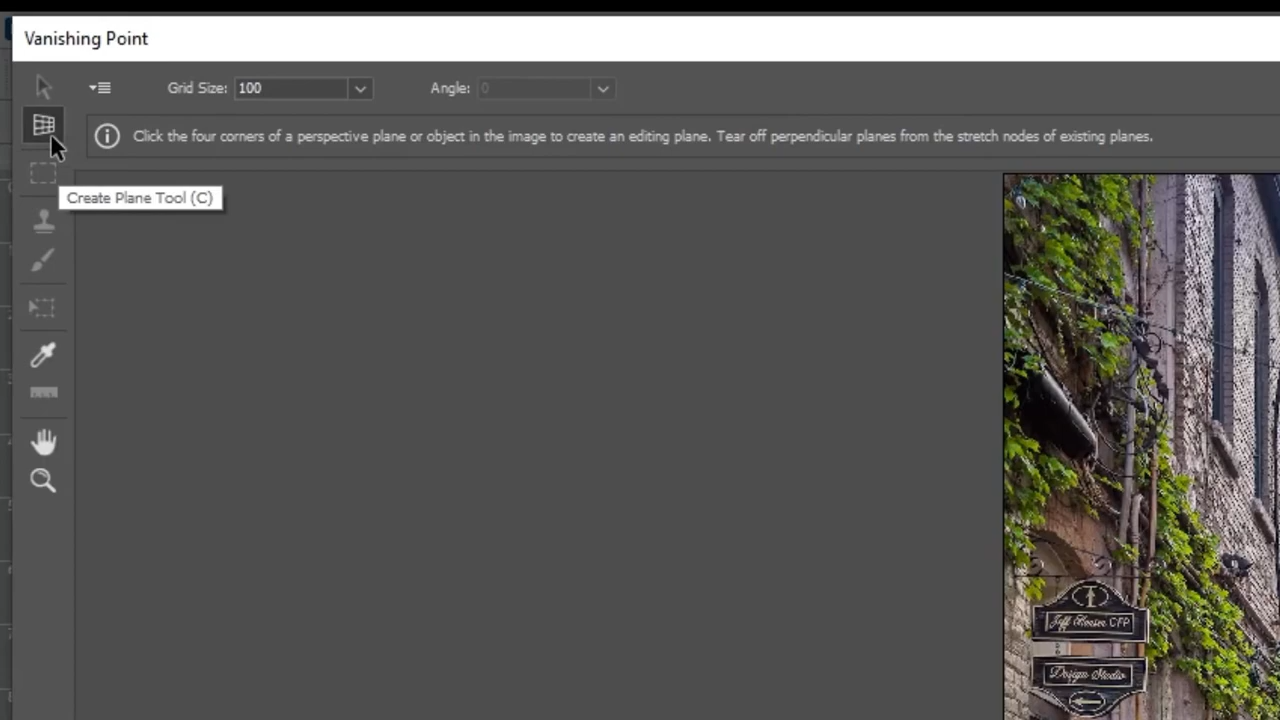 Vanishing Point
Grid Size: 100 Angle: 0
Click the four corners of a perspective plane or object in the image to create an editing plane. Tear off perpendicular planes from the stretch nodes of existing planes.
Create Plane Tool (C)
CFP
Design Studio